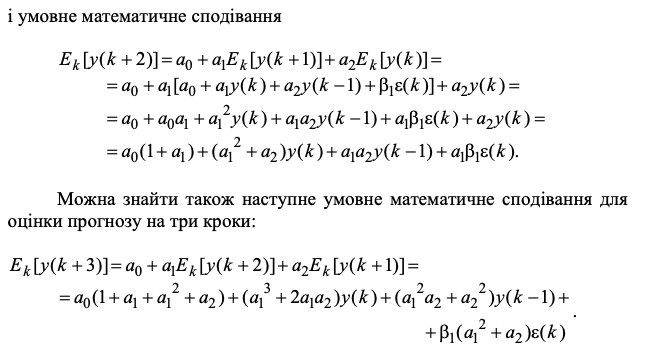 і умовне математичне сподівання
E_k[y(k + 2)] = a_0 + a_1E_k[y(k + 1)] + a_2E_k[y(k)] =
= a_0 + a_1[a_0 + a_1y(k) + a_2y(k − 1) + β_1ε(k)] + a_2y(k) =
= a_0 + a_0a_1 + a_1^2y(k) + a_1a_2y(k − 1) + a_1β_1ε(k) + a_2y(k) =
= a_0(1 + a_1) + (a_1^2 + a_2)y(k) + a_1a_2y(k − 1) + a_1β_1ε(k).
Можна знайти також наступне умовне математичне сподівання для
оцінки прогнозу на три кроки:
E_k[y(k + 3)] = a_0 + a_1E_k[y(k + 2)] + a_2E_k[y(k + 1)] =
= a_0(1 + a_1 + a_1^2 + a_2) + (a_1^3 + 2a_1a_2)y(k) + (a_1^2a_2 + a_2^2)y(k − 1) +
+ β_1(a_1^2 + a_2)ε(k) .